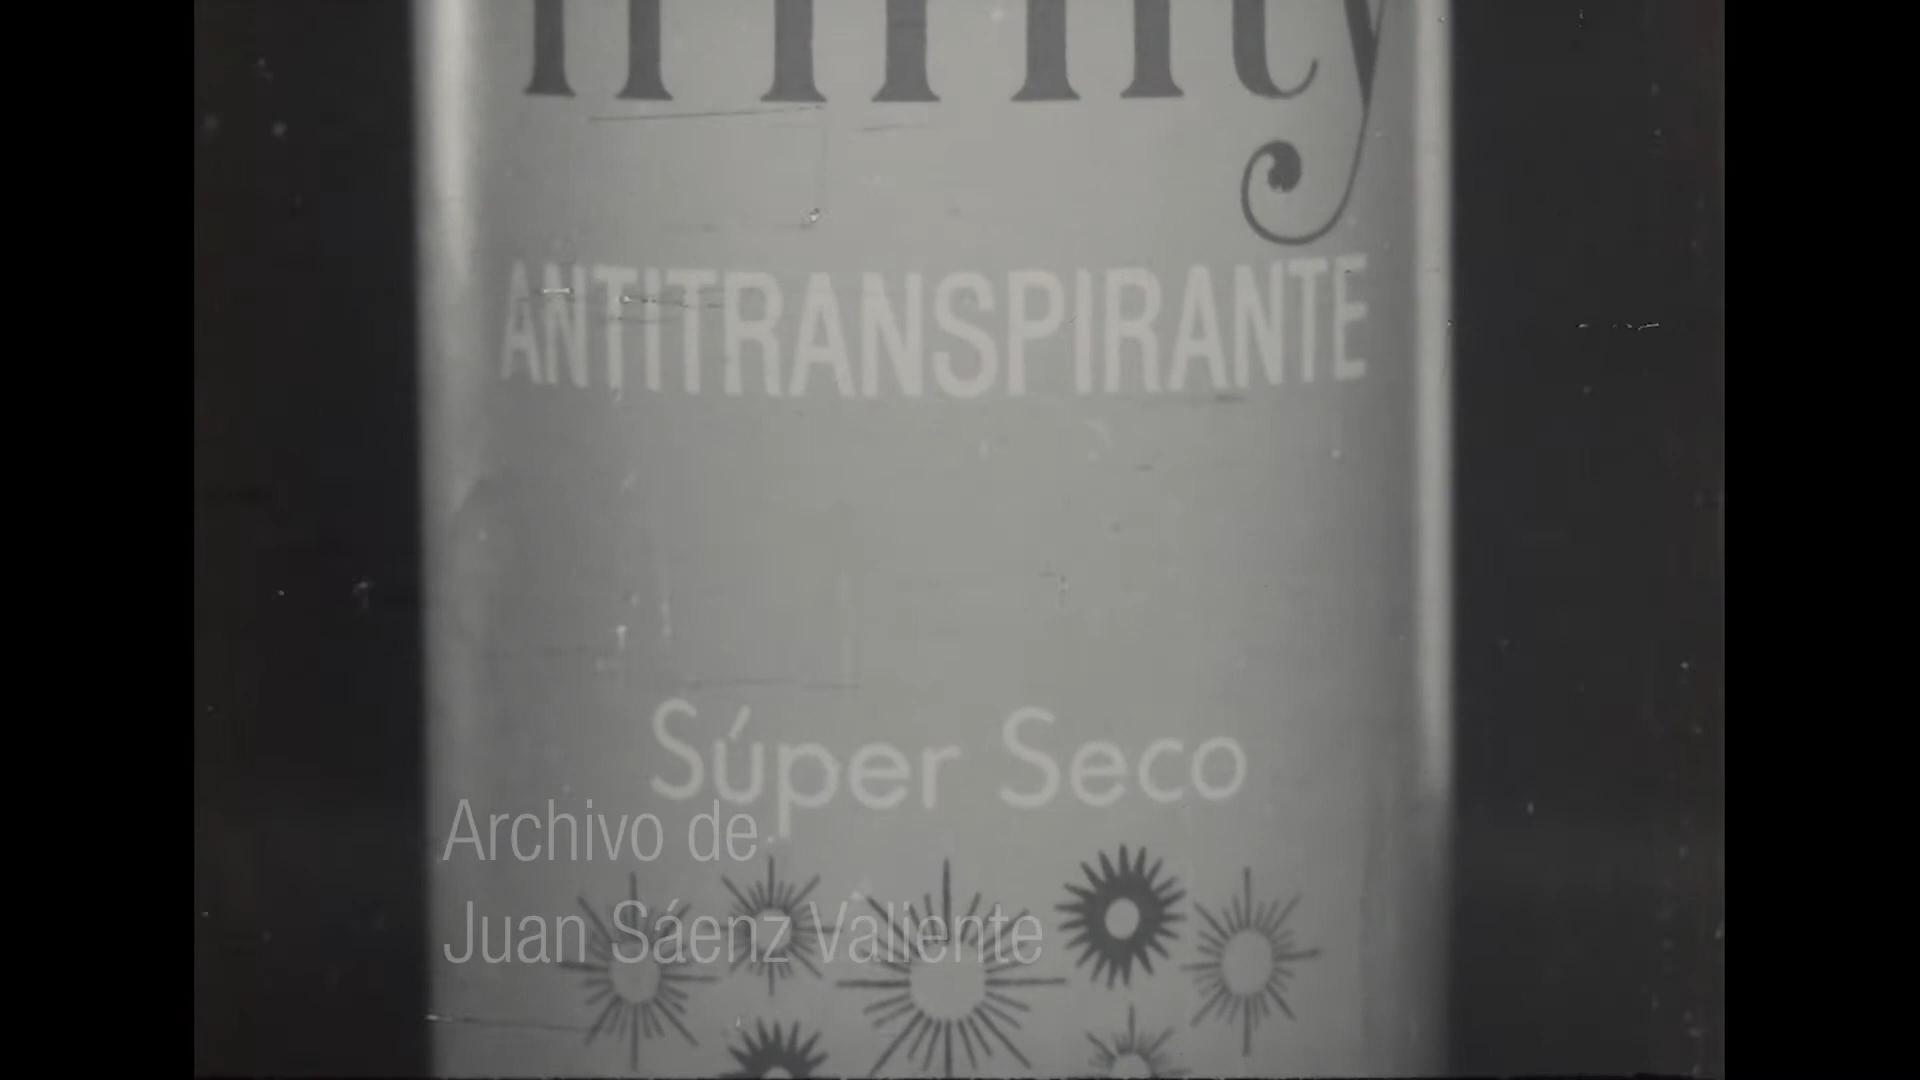 ANTITRANSPIRANTE
Súper Seco
Archivo de
Juan Sáenz Valiente